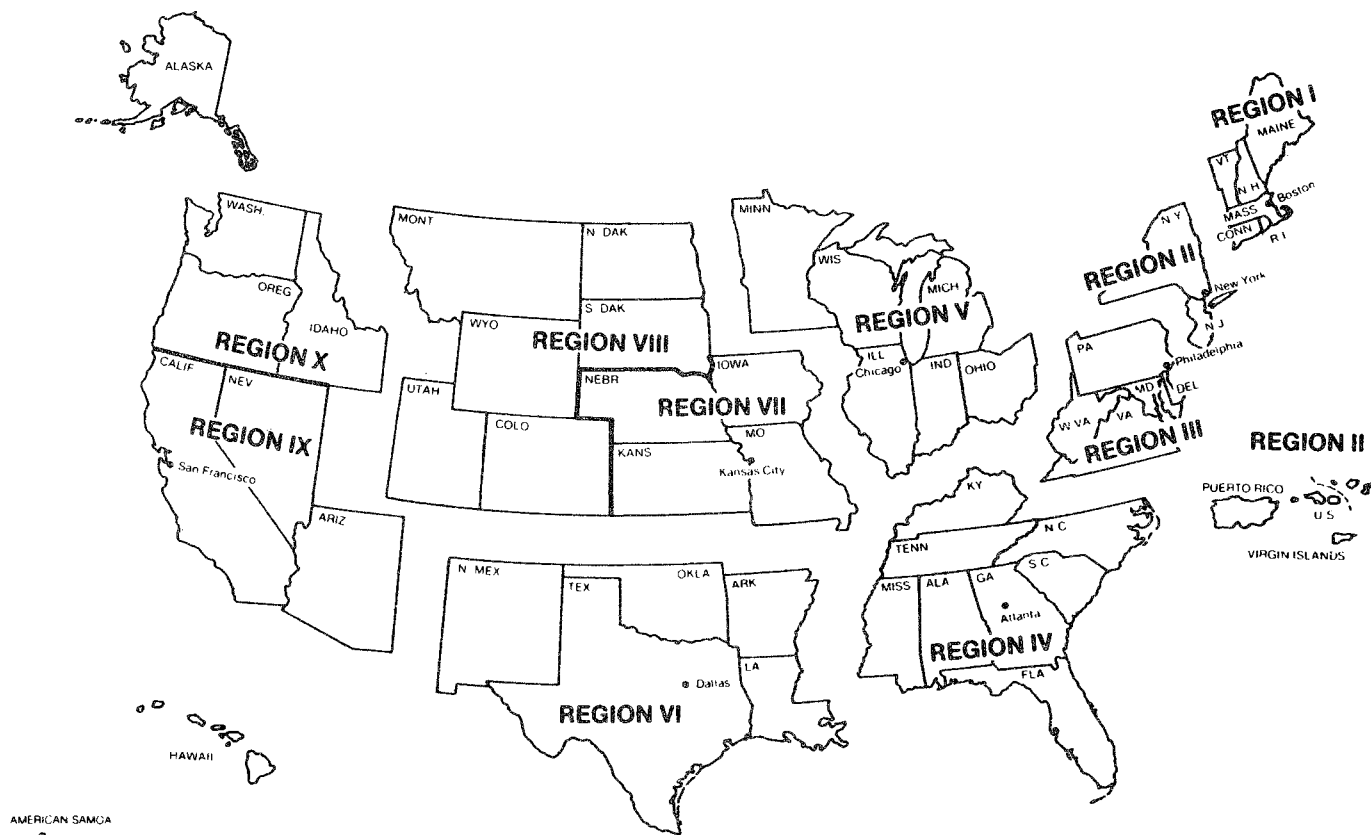 ALASKA
REGION I
MAINE
VT
N H
Boston
MASS
CONN
R I
WASH.
MONT
N DAK
MINN
N Y
WIS
REGION II
MICH
New York
OREG
S DAK
IDAHO
WYO
REGION V
N J
REGION X
REGION VIII
PA
ILL
Philadelphia
CALIF
NEV
UTAH
NEBR
IOWA
Chicago
IND
OHIO
MD
DEL
REGION VII
W VA
VA
COLO
REGION IX
MO
REGION III
REGION II
KANS
San Francisco
Kansas City
KY
PUERTO RICO
ARIZ
U S
N C
TENN
VIRGIN ISLANDS
N MEX
OKLA
S C
TEX
ARK
MISS
ALA
GA
Atlanta
REGION IV
LA
FLA
Dallas
REGION VI
HAWAII
AMERICAN SAMOA